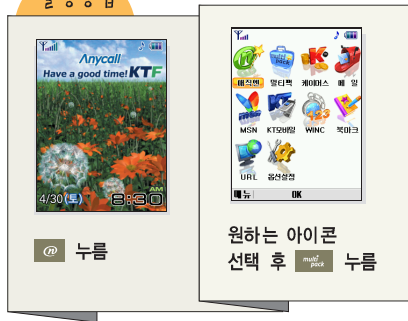 Anycall
Have a good time! KTF
4/30(토) AM 8:30
누름
매직엔 멀티팩 케이머스 메 일
MSN KT모바일 WINC 북마크
URL 옵션설정
메뉴 OK
원하는 아이콘
선택 후 multi pack 누름